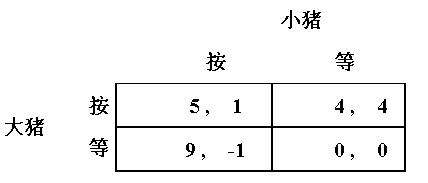 小猪
按 等
大猪
按 5， 1 4， 4
等 9， -1 0， 0